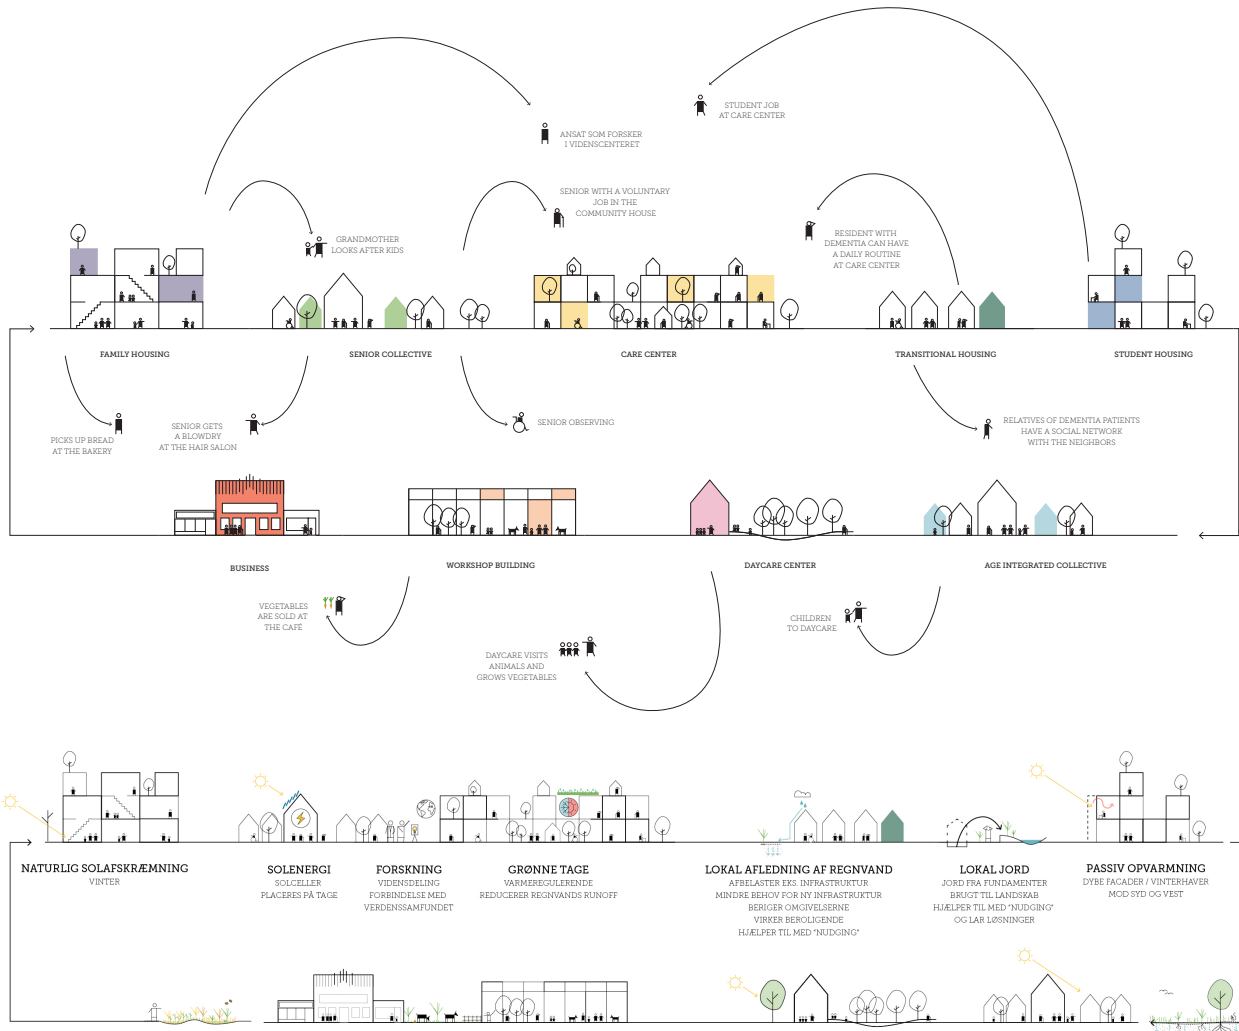 STUDENT JOB
AT CARE CENTER
ANSAT SOM FORSKER
I VIDENSCENTERET
SENIOR WITH A VOLUNTARY
JOB IN THE
COMMUNITY HOUSE
GRANDMOTHER
LOOKS AFTER KIDS
RESIDENT WITH
DEMENTIA CAN HAVE
A DAILY ROUTINE
AT CARE CENTER
FAMILY HOUSING
SENIOR COLLECTIVE
CARE CENTER
TRANSITIONAL HOUSING
STUDENT HOUSING
PICKS UP BREAD
AT THE BAKERY
SENIOR GETS
A BLOWDRY
AT THE HAIR SALON
SENIOR OBSERVING
RELATIVES OF DEMENTIA PATIENTS
HAVE A SOCIAL NETWORK
WITH THE NEIGHBORS
BUSINESS
WORKSHOP BUILDING
DAYCARE CENTER
AGE INTEGRATED COLLECTIVE
VEGETABLES
ARE SOLD AT
THE CAFÉ
DAYCARE VISITS
ANIMALS AND
GROWS VEGETABLES
CHILDREN
TO DAYCARE
NATURLIG SOLAFSKRÆMNING
VINTER
SOLENERGI
SOLCELLER
PLACERES PÅ TAGE
FORSKNING
VIDENSDELING
FORBINDELSE MED
VERDENSSAMFUNDET
GRØNNE TAGE
VARMEREGULERENDE
REDUCERER REGNVANDS RUNOFF
LOKAL AFLEDNING AF REGNVAND
AFBELASTER EKS. INFRASTRUKTUR
MINDRE BEHOV FOR NY INFRASTRUKTUR
BERIGER OMGIVELSERNE
VIRKER BEROLIGENDE
HJÆLPER TIL MED "NUDGING"
LOKAL JORD
JORD FRA FUNDAMENTER
BRUGT TIL LANDSKAB
HJÆLPER TIL MED "NUDGING"
OG LAR LØSNINGER
PASSIV OPVARMNING
DYBE FACADER / VINTERHAVER
MOD SYD OG VEST